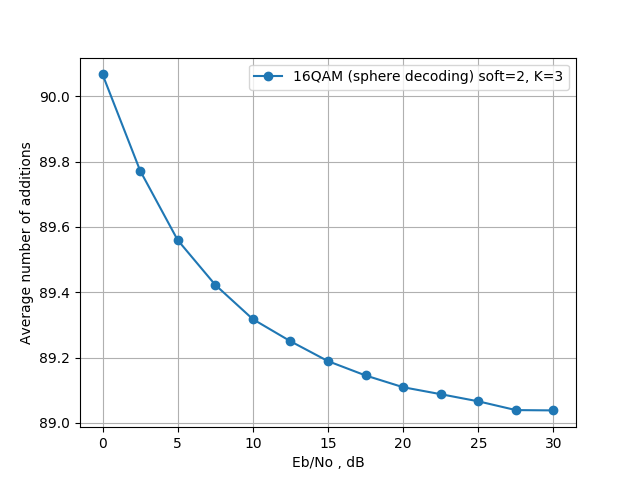 16QAM (sphere decoding) soft=2, K=3
Average number of additions
90.0
89.8
89.6
89.4
89.2
89.0
0 5 10 15 20 25 30
Eb/No , dB